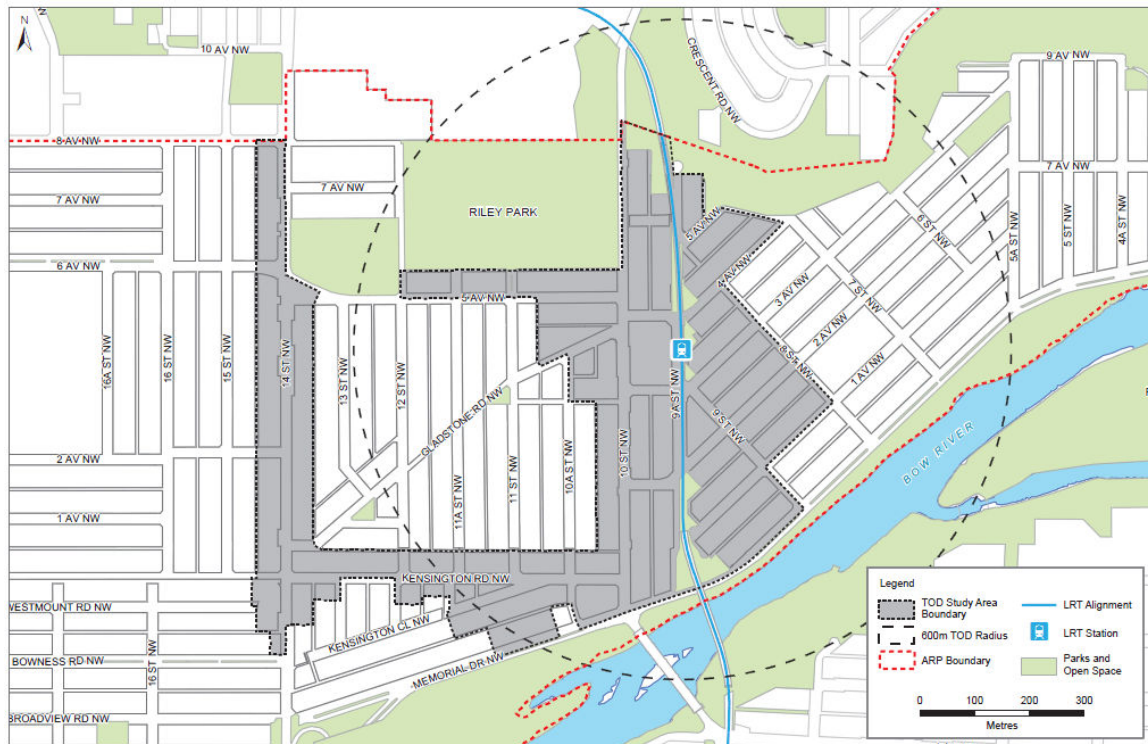 N
N
10 AV NW
CRESCENT RD NW
9 AV NW
8 AV NW
7 AV NW
7 AV NW
7 AV NW
RILEY PARK
6 ST NW
5A ST NW
5 ST NW
4A ST NW
5 AV NW
6 AV NW
4 AV NW
3 AV NW
7 ST NW
5 AV NW
2 AV NW
16A ST NW
16 ST NW
15 ST NW
14 ST NW
13 ST NW
12 ST NW
8 ST NW
1 AV NW
GLADSTONE RD NW
9A ST NW
9 ST NW
10 ST NW
BOW RIVER
2 AV NW
11A ST NW
11 ST NW
10A ST NW
1 AV NW
KENSINGTON RD NW
WESTMOUNT RD NW
KENSINGTON CL NW
BOWNESS RD NW
16 ST NW
MEMORIAL DR NW
BROADVIEW RD NW
Legend
TOD Study Area
Boundary
LRT Alignment
600m TOD Radius
LRT Station
ARP Boundary
Parks and
Open Space
0 100 200 300
Metres